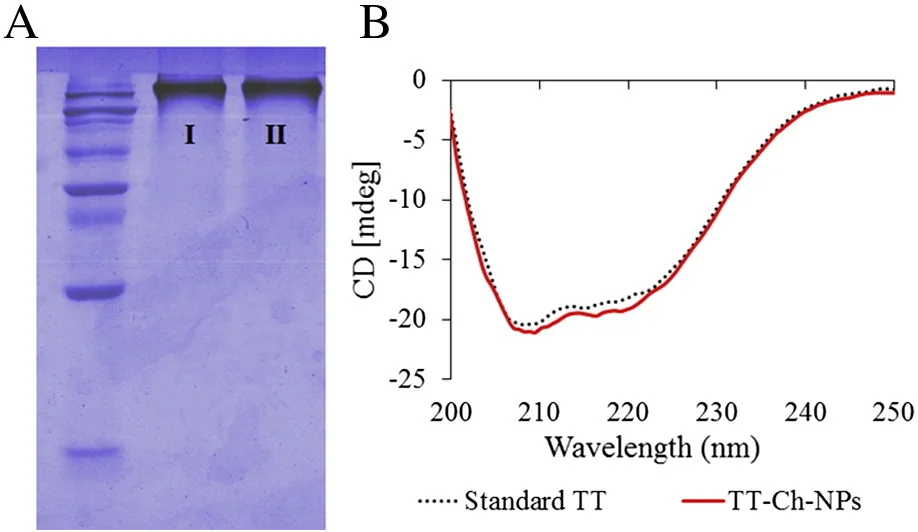 A
I II
B
0
-5
-10
-15
-20
-25
CD [mdeg]
200 210 220 230 240 250
Wavelength (nm)
Standard TT TT-Ch-NPs